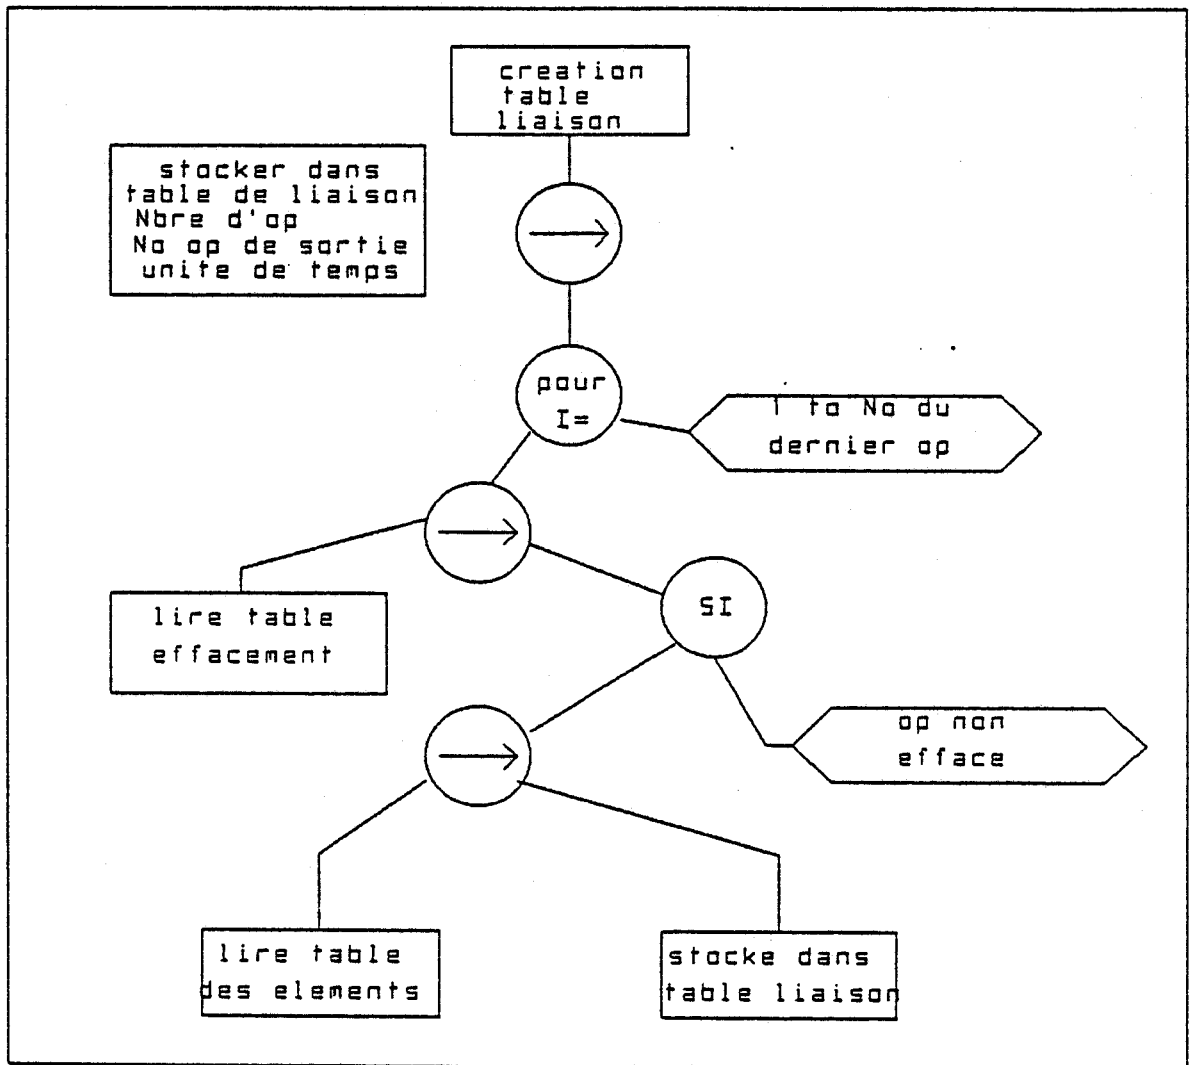 creation
table
liaison
stocker dans
table de liaison
Nbre d'op
No op de sortie
unite de temps
pour
I=
1 to No du
dernier op
lire table
effacement
SI
op non
efface
lire table
des elements
stocke dans
table liaison